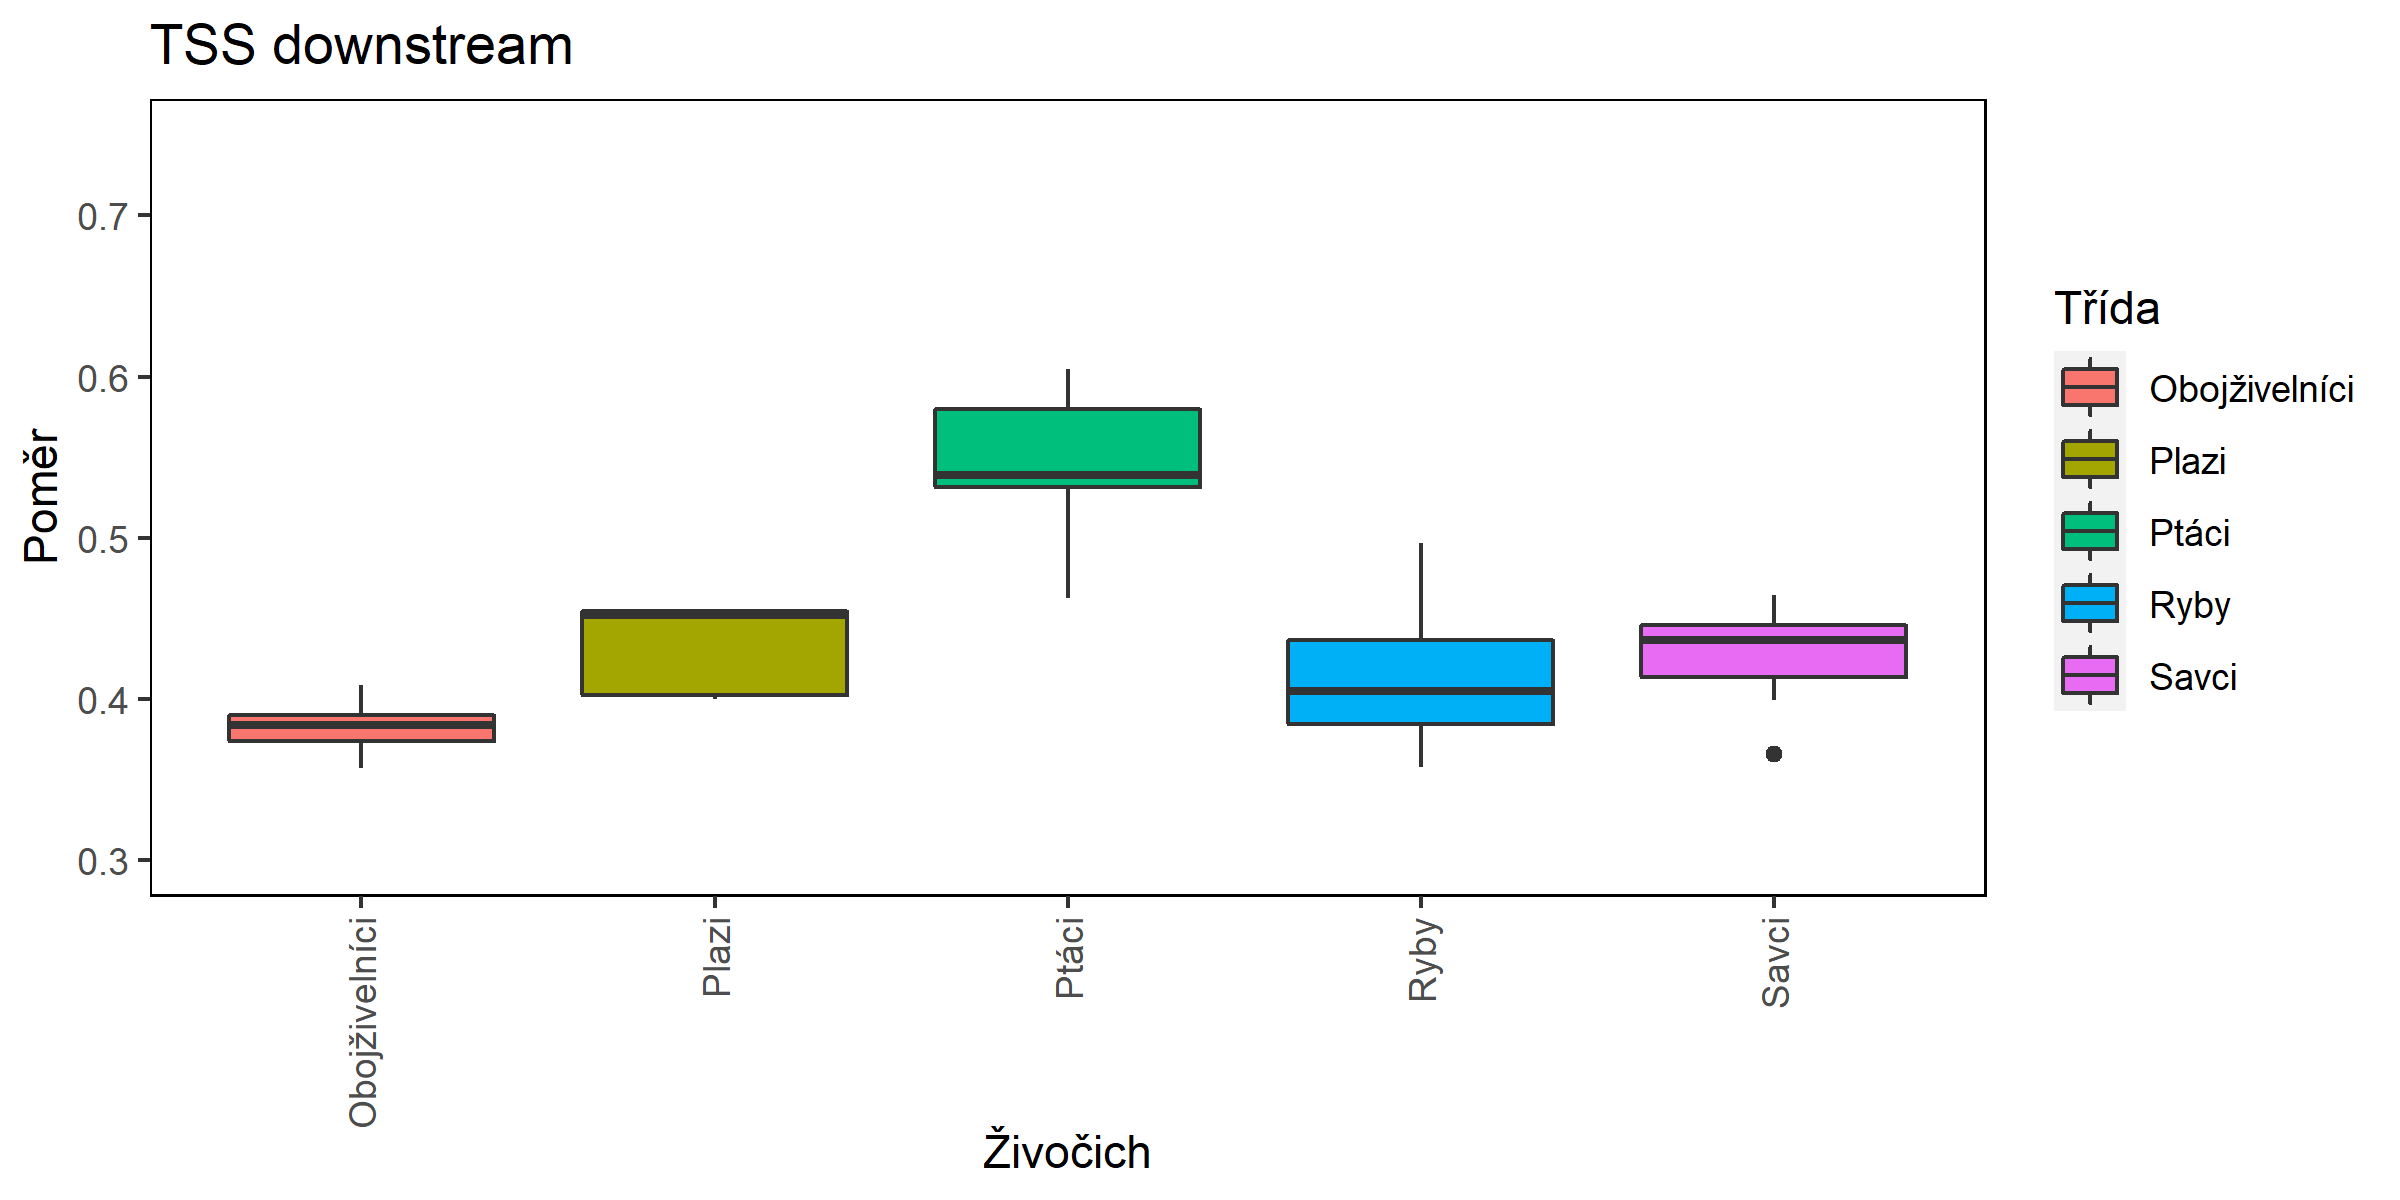 TSS downstream
Poměr
0.7
0.6
0.5
0.4
0.3
Obojživelníci
Plazi
Ptáci
Ryby
Savci
Živočich
Třída
Obojživelníci
Plazi
Ptáci
Ryby
Savci